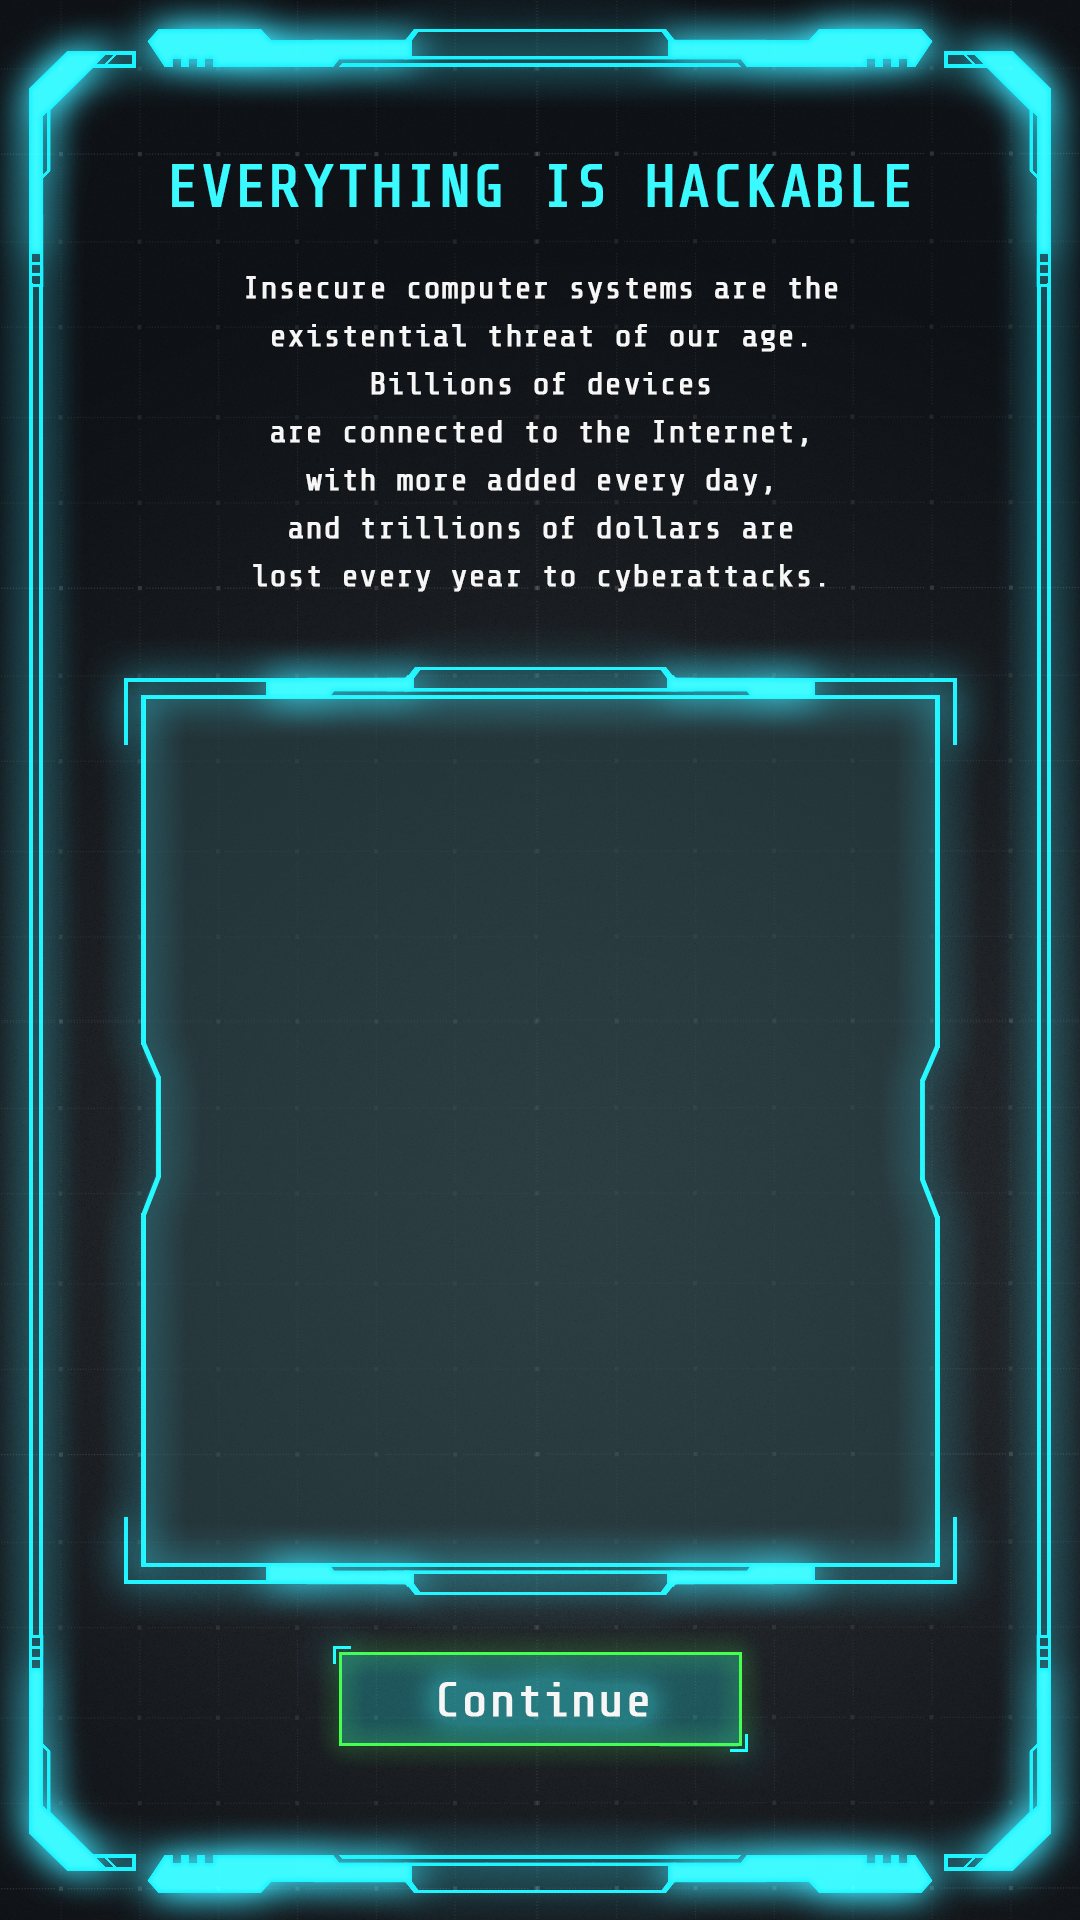 EVERYTHING IS HACKABLE
Insecure computer systems are the
existential threat of our age.
Billions of devices
are connected to the Internet,
with more added every day,
and trillions of dollars are
lost every year to cyberattacks.
Continue